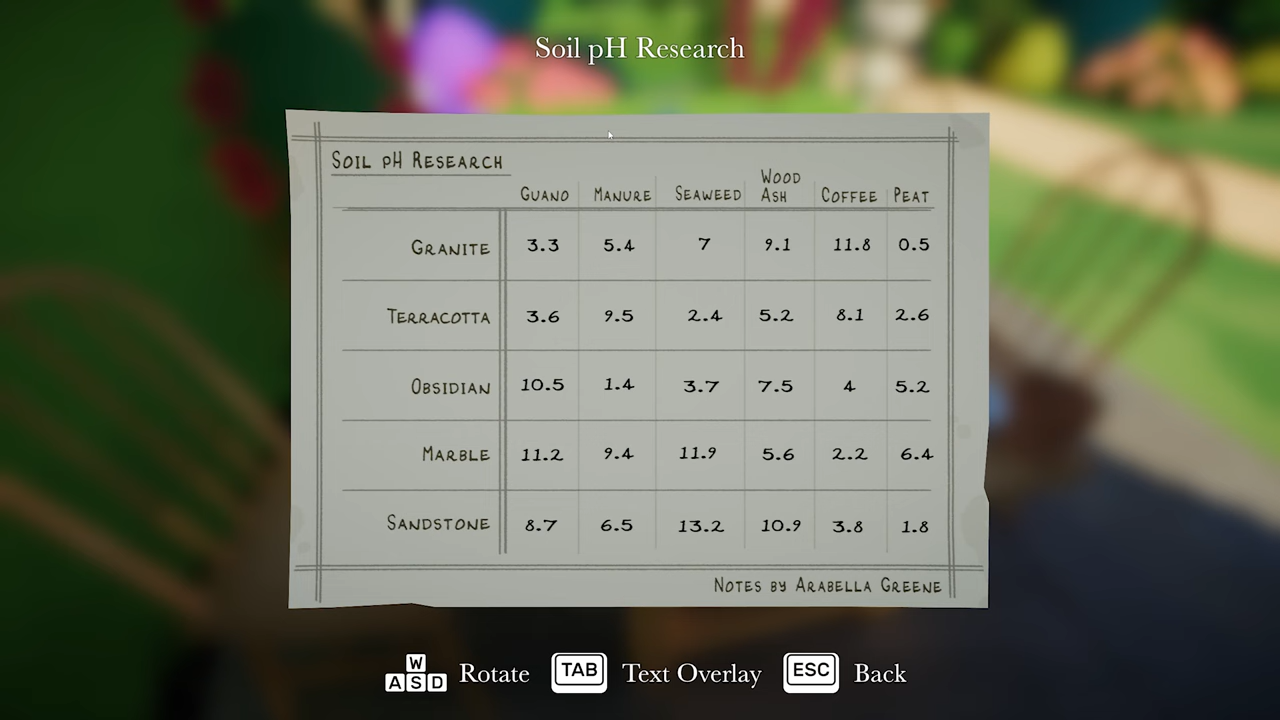 Soil pH Research
Soil pH Research
Guano Manure Seaweed Wood Ash Coffee Peat
Granite 3.3 5.4 7 9.1 11.8 0.5
Terracotta 3.6 9.5 2.4 5.2 8.1 2.6
Obsidian 10.5 1.4 3.7 7.5 4 5.2
Marble 11.2 9.4 11.9 5.6 2.2 6.4
Sandstone 8.7 6.5 13.2 10.9 3.8 1.8
Notes by Arabella Greene
W
A S D Rotate TAB Text Overlay ESC Back